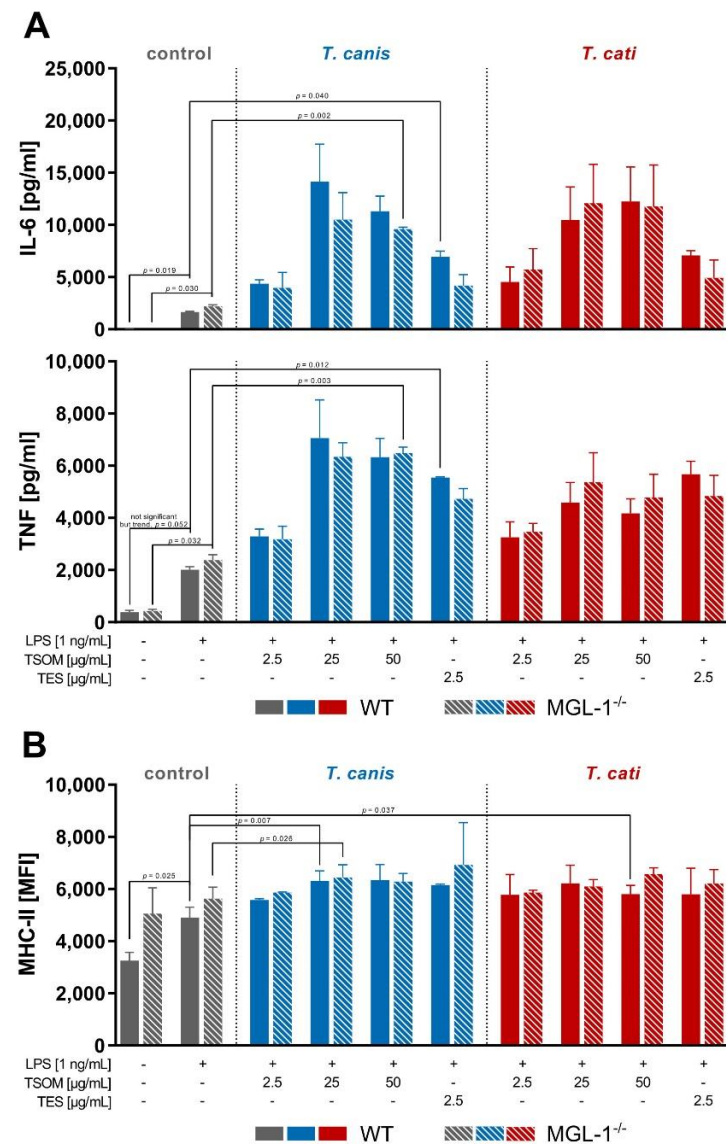 A
control T. canis T. cati
25,000
20,000
15,000
10,000
5,000
0
IL-6 [pg/ml]
p = 0.040
p = 0.002
p = 0.019
p = 0.030
10,000
8,000
6,000
4,000
2,000
0
TNF [pg/ml]
p = 0.012
p = 0.003
not significant
but trend, p = 0.052
p = 0.032
LPS [1 ng/mL] - + + + + + + + + +
TSOM [µg/mL] - - 2.5 25 50 - 2.5 25 50 -
TES [µg/mL] - - - - - 2.5 - - - 2.5
WT MGL-1-/-
B
control T. canis T. cati
10,000
8,000
6,000
4,000
2,000
0
MHC-II [MFI]
p = 0.037
p = 0.007
p = 0.026
p = 0.025
LPS [1 ng/mL] - + + + + + + + + +
TSOM [µg/mL] - - 2.5 25 50 - 2.5 25 50 -
TES [µg/mL] - - - - - 2.5 - - - 2.5
WT MGL-1-/-